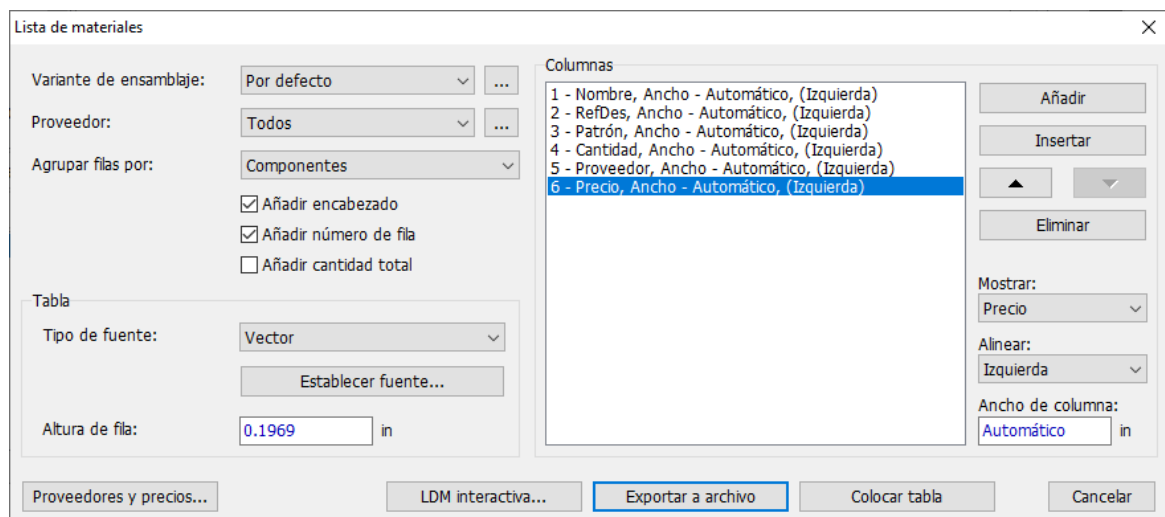 Lista de materiales
Variante de ensamblaje:
Por defecto
...
Proveedor:
Todos
...
Agrupar filas por:
Componentes
Añadir encabezado
Añadir número de fila
Añadir cantidad total
Tabla
Tipo de fuente:
Vector
Establecer fuente...
Altura de fila:
0.1969
in
Columnas
1 - Nombre, Ancho - Automático, (Izquierda)
2 - RefDes, Ancho - Automático, (Izquierda)
3 - Patrón, Ancho - Automático, (Izquierda)
4 - Cantidad, Ancho - Automático, (Izquierda)
5 - Proveedor, Ancho - Automático, (Izquierda)
6 - Precio, Ancho - Automático, (Izquierda)
Añadir
Insertar
Eliminar
Mostrar:
Precio
Alinear:
Izquierda
Ancho de columna:
Automático
in
Proveedores y precios...
LDM interactiva...
Exportar a archivo
Colocar tabla
Cancelar